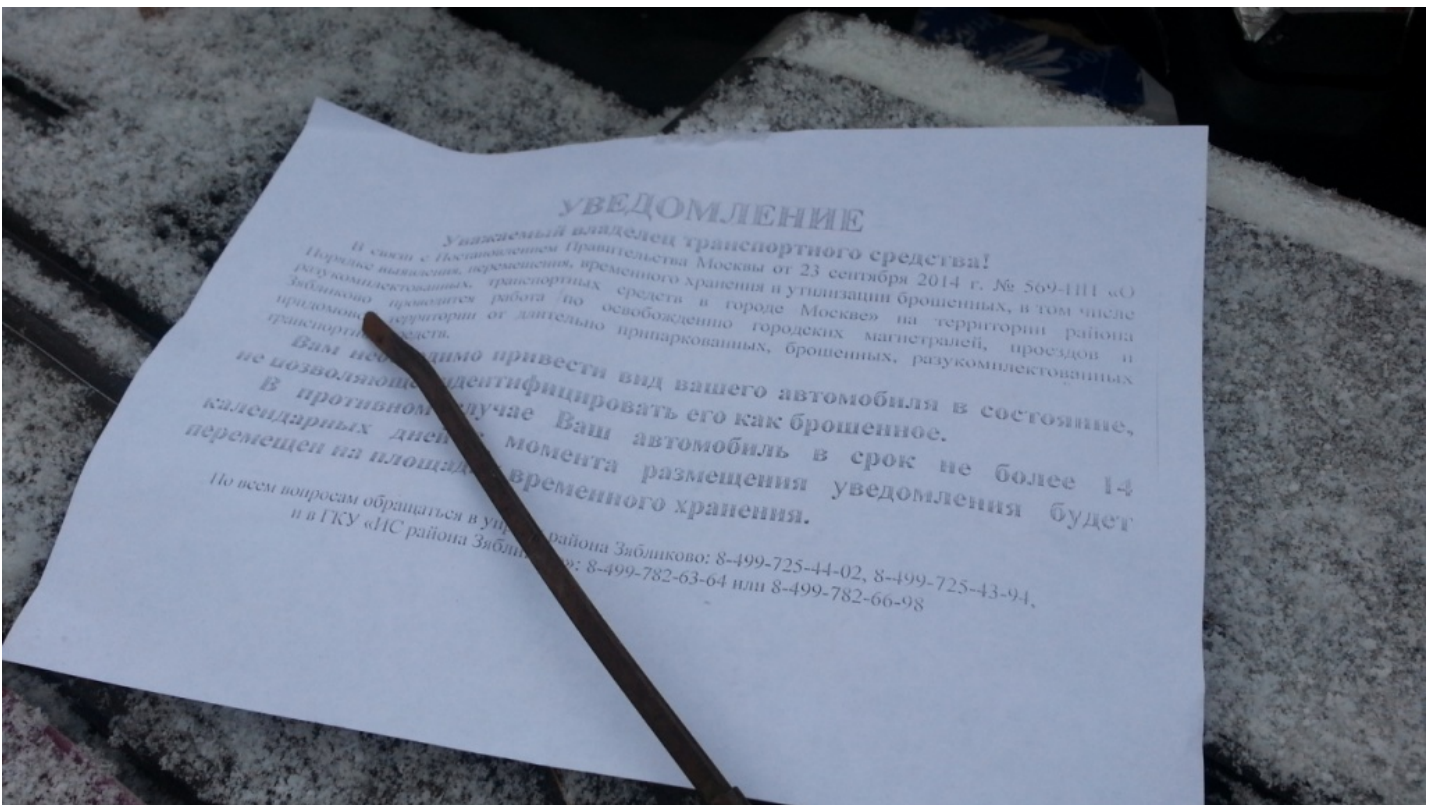 УВЕДОМЛЕНИЕ
Уважаемый владелец транспортного средства!
В связи с Постановлением Правительства Москвы от 23 сентября 2014 г. № 569-ПП «О
Порядке выявления, перемещения, временного хранения и утилизации брошенных, в том числе
разукомплектованных, транспортных средств в городе Москве» на территории района
Зябликово проводится работа по освобождению городских магистралей, проездов и
придомовой территории от длительно припаркованных, брошенных, разукомплектованных
транспортных средств.
Вам необходимо привести вид вашего автомобиля в состояние,
не позволяющее идентифицировать его как брошенное.
В противном случае Ваш автомобиль в срок не более 14
календарных дней с момента размещения уведомления будет
перемещен на площадку временного хранения.
По всем вопросам обращаться в управу района Зябликово: 8-499-725-44-02, 8-499-725-43-94,
и в ГКУ «ИС района Зябликово»: 8-499-782-63-64 или 8-499-782-66-98